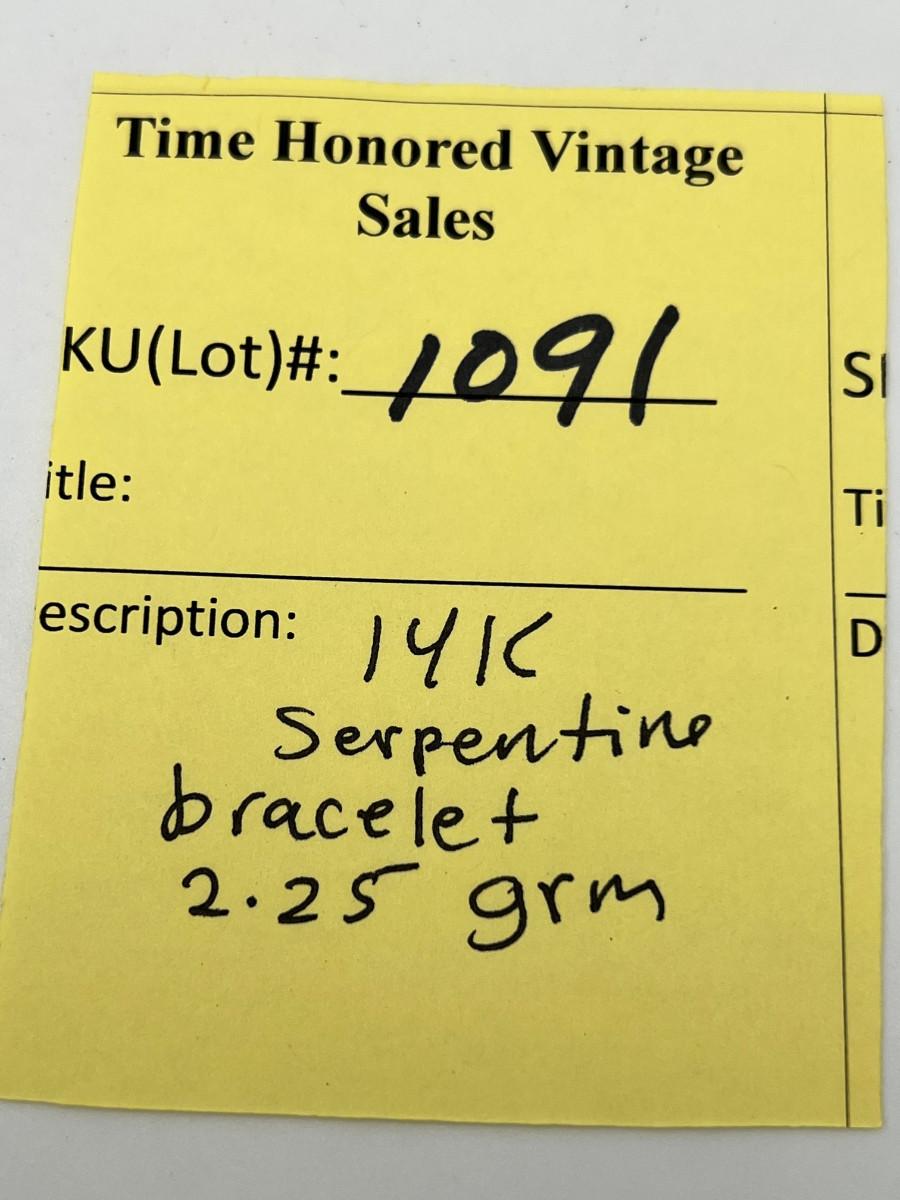 Time Honored Vintage
Sales
KU(Lot)#: 1091
itle:
escription: 14K
Serpentine
bracelet
2.25 grm
S
Ti
D